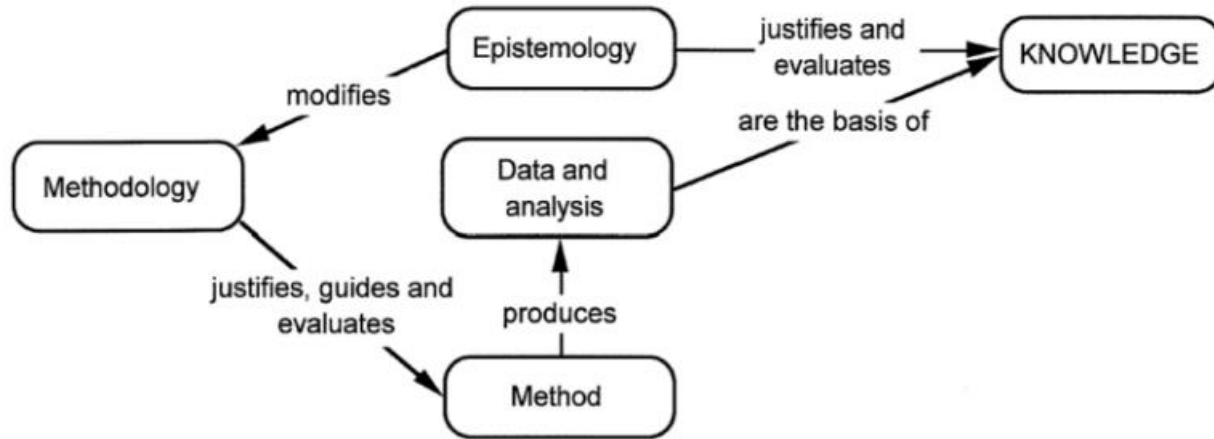 Epistemology
justifies and
evaluates
KNOWLEDGE
modifies
are the basis of
Methodology
Data and
analysis
justifies, guides and
evaluates
produces
Method